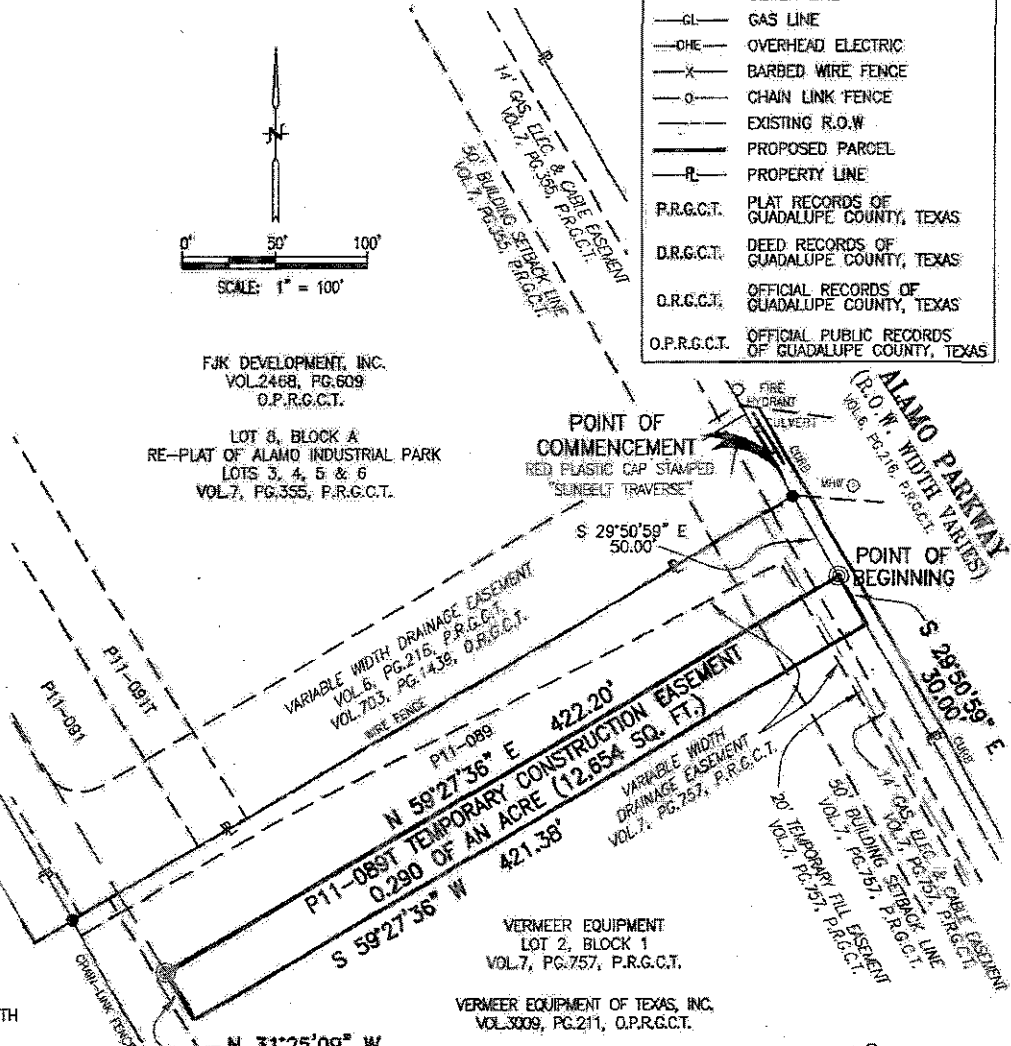 GAS LINE
GL
OVERHEAD ELECTRIC
OHE
BARBED WIRE FENCE
X
CHAIN LINK FENCE
O
EXISTING R.O.W
PROPOSED PARCEL
PROPERTY LINE
P.R.G.C.T.
PLAT RECORDS OF
GUADALUPE COUNTY, TEXAS
D.R.G.C.T.
DEED RECORDS OF
GUADALUPE COUNTY, TEXAS
O.R.G.C.T.
OFFICIAL RECORDS OF
GUADALUPE COUNTY, TEXAS
O.P.R.G.C.T.
OFFICIAL PUBLIC RECORDS
OF GUADALUPE COUNTY, TEXAS
14' GAS, ELEC. & CABLE EASEMENT
VOL.7, PG.355, P.R.G.C.T.
50' BUILDING SETBACK LINE
VOL.7, PG.355, P.R.G.C.T.
N
0' 50' 100'
SCALE: 1" = 100'
FJK DEVELOPMENT, INC.
VOL.2468, PG.609
O.P.R.G.C.T.
LOT 8, BLOCK A
RE-PLAT OF ALAMO INDUSTRIAL PARK
LOTS 3, 4, 5 & 6
VOL.7, PG.355, P.R.G.C.T.
POINT OF
COMMENCEMENT
RED PLASTIC CAP STAMPED
"SUNBELT TRAVERSE"
FIRE
HYDRANT
CULVERT
CURB
MHW
ALAMO PARKWAY
(R.O.W. WIDTH VARIES)
VOL.6, PG.216, P.R.G.C.T.
S 29°50'59" E
50.00'
POINT OF
BEGINNING
S 29°50'59" E
30.00'
CURB
VARIABLE WIDTH DRAINAGE EASEMENT
VOL.6, PG.216, P.R.G.C.T.
VOL.703, PG.1439, O.R.G.C.T.
WIRE FENCE
P11-091
P11-091T
P11-089
N 59°27'36" E 422.20'
P11-089T TEMPORARY CONSTRUCTION EASEMENT
0.290 OF AN ACRE (12,654 SQ. FT.)
S 59°27'36" W 421.38'
VARIABLE WIDTH
DRAINAGE EASEMENT
VOL.7, PG.757, P.R.G.C.T.
20' TEMPORARY FILL EASEMENT
VOL.7, PG.757, P.R.G.C.T.
50' BUILDING SETBACK LINE
VOL.7, PG.757, P.R.G.C.T.
14' GAS, ELEC. & CABLE EASEMENT
VOL.7, PG.757, P.R.G.C.T.
VERMEER EQUIPMENT
LOT 2, BLOCK 1
VOL.7, PG.757, P.R.G.C.T.
VERMEER EQUIPMENT OF TEXAS, INC.
VOL.3009, PG.211, O.P.R.G.C.T.
CHAIN-LINK FENCE
TH
N 31°25'09" W